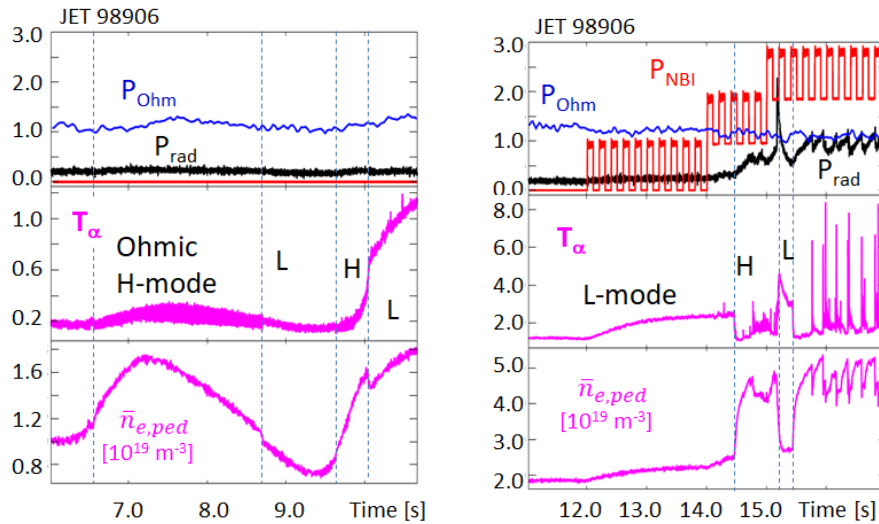 JET 98906
1.0
P_Ohm
2.0
1.0
P_rad
0.0
1.0
T_α
Ohmic
H-mode
L
H
L
0.6
0.2
1.6
1.2
n̅_e,ped
[10^19 m^-3]
0.8
7.0 8.0 9.0 Time [s]
JET 98906
3.0
P_NBI
P_Ohm
2.0
1.0
P_rad
0.0
8.0
T_α
H
L
L-mode
6.0
4.0
2.0
5.0
4.0
n̅_e,ped
[10^19 m^-3]
3.0
2.0
12.0 13.0 14.0 15.0 Time [s]